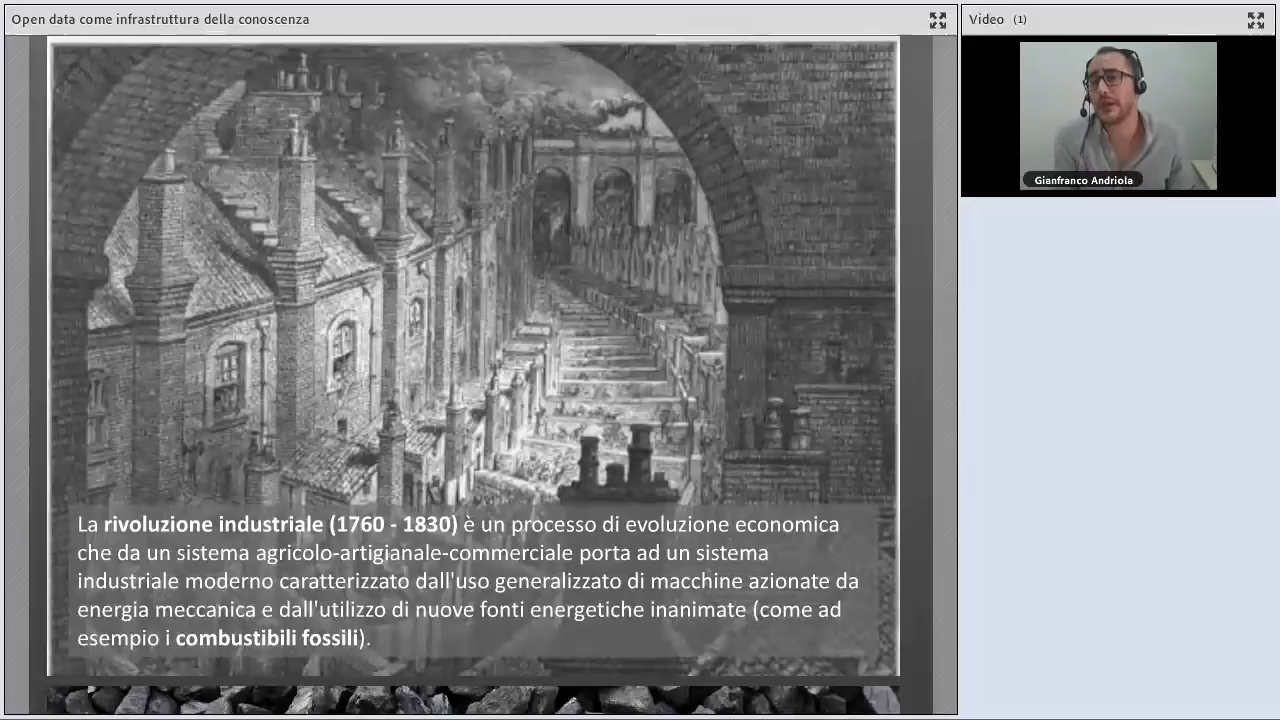 Open data come infrastruttura della conoscenza
Video (1)
Gianfranco Andriola
La rivoluzione industriale (1760 - 1830) è un processo di evoluzione economica
che da un sistema agricolo-artigianale-commerciale porta ad un sistema
industriale moderno caratterizzato dall'uso generalizzato di macchine azionate da
energia meccanica e dall'utilizzo di nuove fonti energetiche inanimate (come ad
esempio i combustibili fossili).